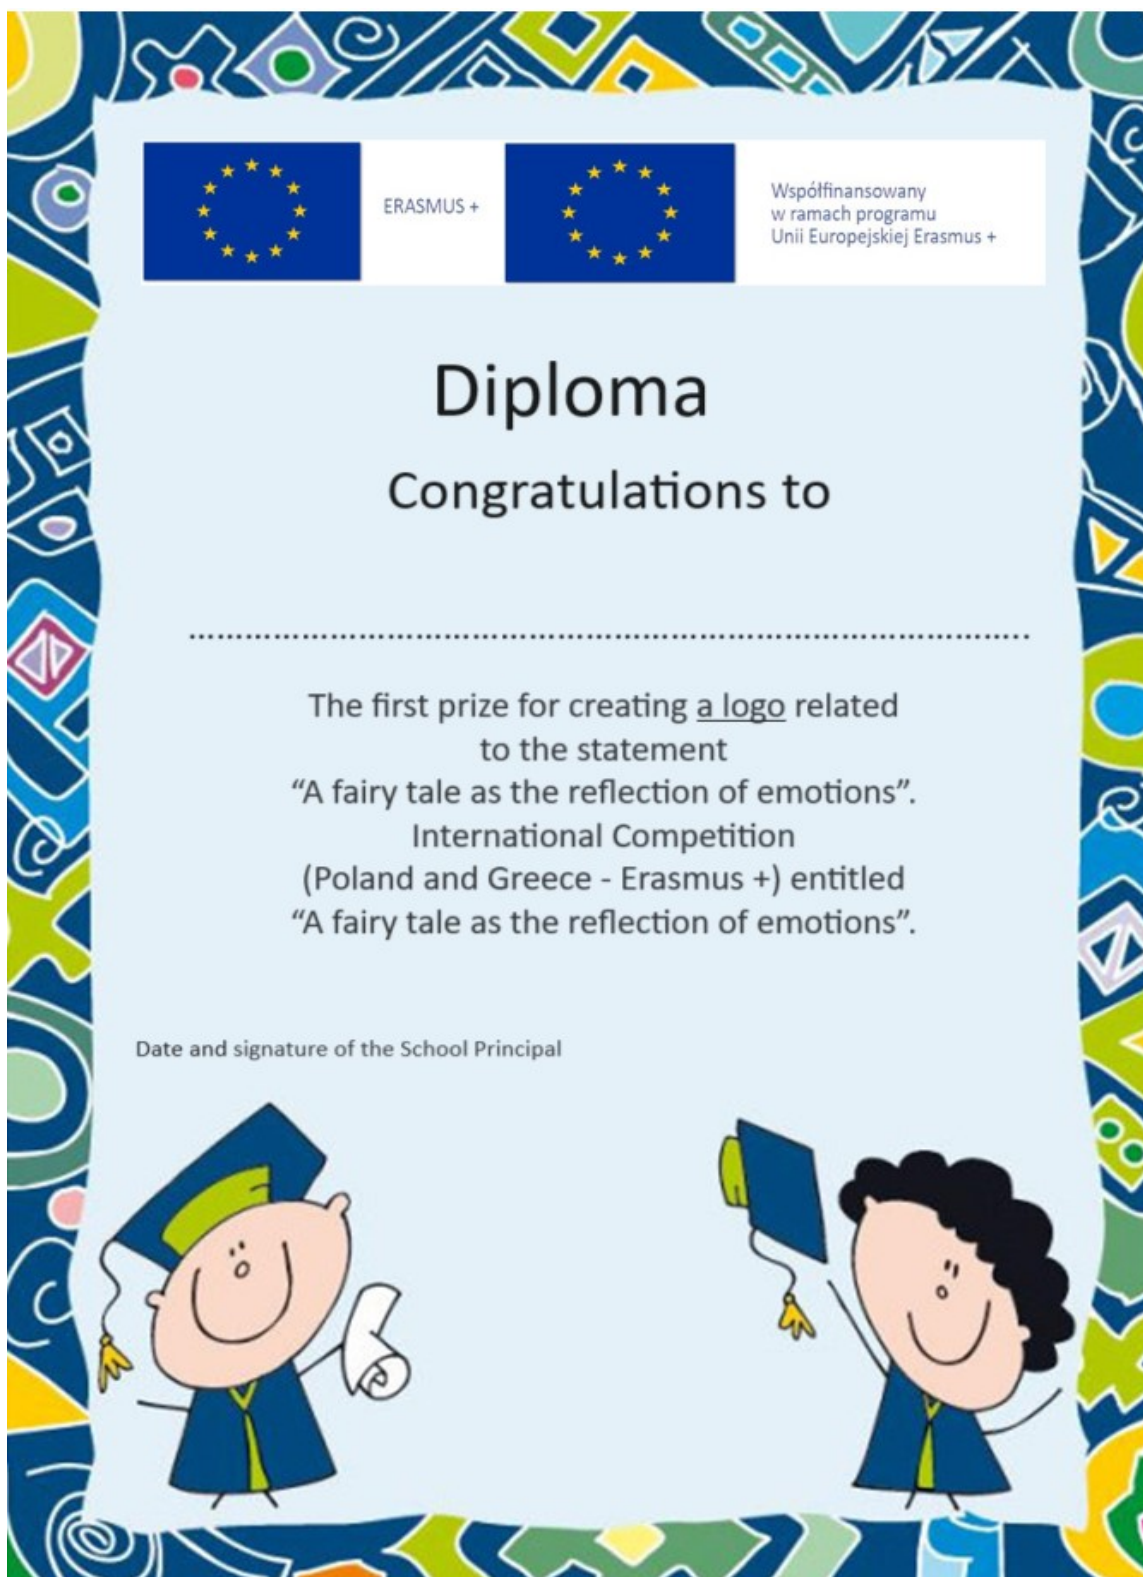 ERASMUS +
Współfinansowany
w ramach programu
Unii Europejskiej Erasmus +
Diploma
Congratulations to
………………………………………………………………………………..
The first prize for creating a logo related
to the statement
“A fairy tale as the reflection of emotions”.
International Competition
(Poland and Greece - Erasmus +) entitled
“A fairy tale as the reflection of emotions”.
Date and signature of the School Principal